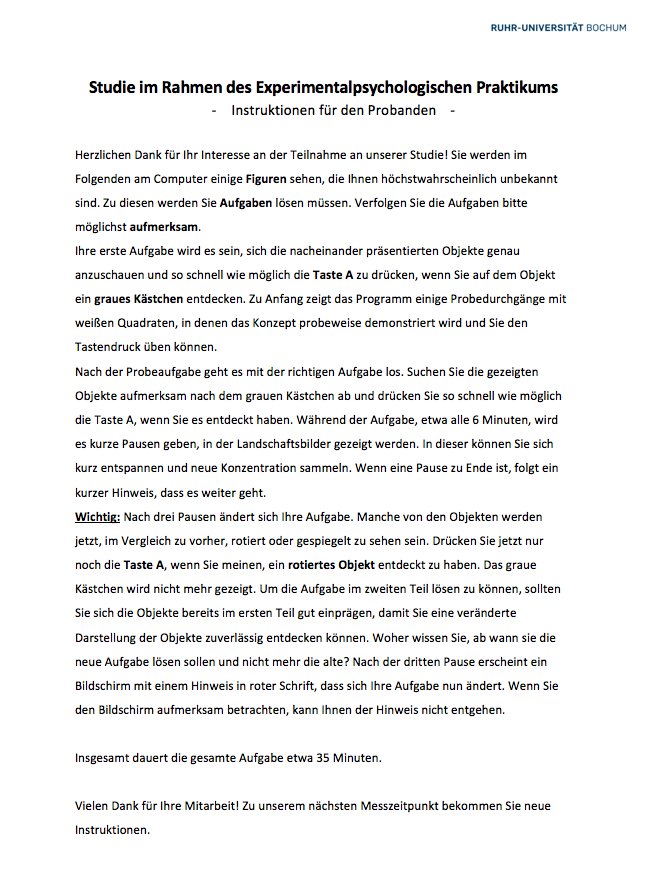 RUHR-UNIVERSITÄT BOCHUM
Studie im Rahmen des Experimentalpsychologischen Praktikums
- Instruktionen für den Probanden -
Herzlichen Dank für Ihr Interesse an der Teilnahme an unserer Studie! Sie werden im
Folgenden am Computer einige Figuren sehen, die Ihnen höchstwahrscheinlich unbekannt
sind. Zu diesen werden Sie Aufgaben lösen müssen. Verfolgen Sie die Aufgaben bitte
möglichst aufmerksam.
Ihre erste Aufgabe wird es sein, sich die nacheinander präsentierten Objekte genau
anzuschauen und so schnell wie möglich die Taste A zu drücken, wenn Sie auf dem Objekt
ein graues Kästchen entdecken. Zu Anfang zeigt das Programm einige Probedurchgänge mit
weißen Quadraten, in denen das Konzept probeweise demonstriert wird und Sie den
Tastendruck üben können.
Nach der Probeaufgabe geht es mit der richtigen Aufgabe los. Suchen Sie die gezeigten
Objekte aufmerksam nach dem grauen Kästchen ab und drücken Sie so schnell wie möglich
die Taste A, wenn Sie es entdeckt haben. Während der Aufgabe, etwa alle 6 Minuten, wird
es kurze Pausen geben, in der Landschaftsbilder gezeigt werden. In dieser können Sie sich
kurz entspannen und neue Konzentration sammeln. Wenn eine Pause zu Ende ist, folgt ein
kurzer Hinweis, dass es weiter geht.
Wichtig: Nach drei Pausen ändert sich Ihre Aufgabe. Manche von den Objekten werden
jetzt, im Vergleich zu vorher, rotiert oder gespiegelt zu sehen sein. Drücken Sie jetzt nur
noch die Taste A, wenn Sie meinen, ein rotiertes Objekt entdeckt zu haben. Das graue
Kästchen wird nicht mehr gezeigt. Um die Aufgabe im zweiten Teil lösen zu können, sollten
Sie sich die Objekte bereits im ersten Teil gut einprägen, damit Sie eine veränderte
Darstellung der Objekte zuverlässig entdecken können. Woher wissen Sie, ab wann sie die
neue Aufgabe lösen sollen und nicht mehr die alte? Nach der dritten Pause erscheint ein
Bildschirm mit einem Hinweis in roter Schrift, dass sich Ihre Aufgabe nun ändert. Wenn Sie
den Bildschirm aufmerksam betrachten, kann Ihnen der Hinweis nicht entgehen.
Insgesamt dauert die gesamte Aufgabe etwa 35 Minuten.
Vielen Dank für Ihre Mitarbeit! Zu unserem nächsten Messzeitpunkt bekommen Sie neue
Instruktionen.